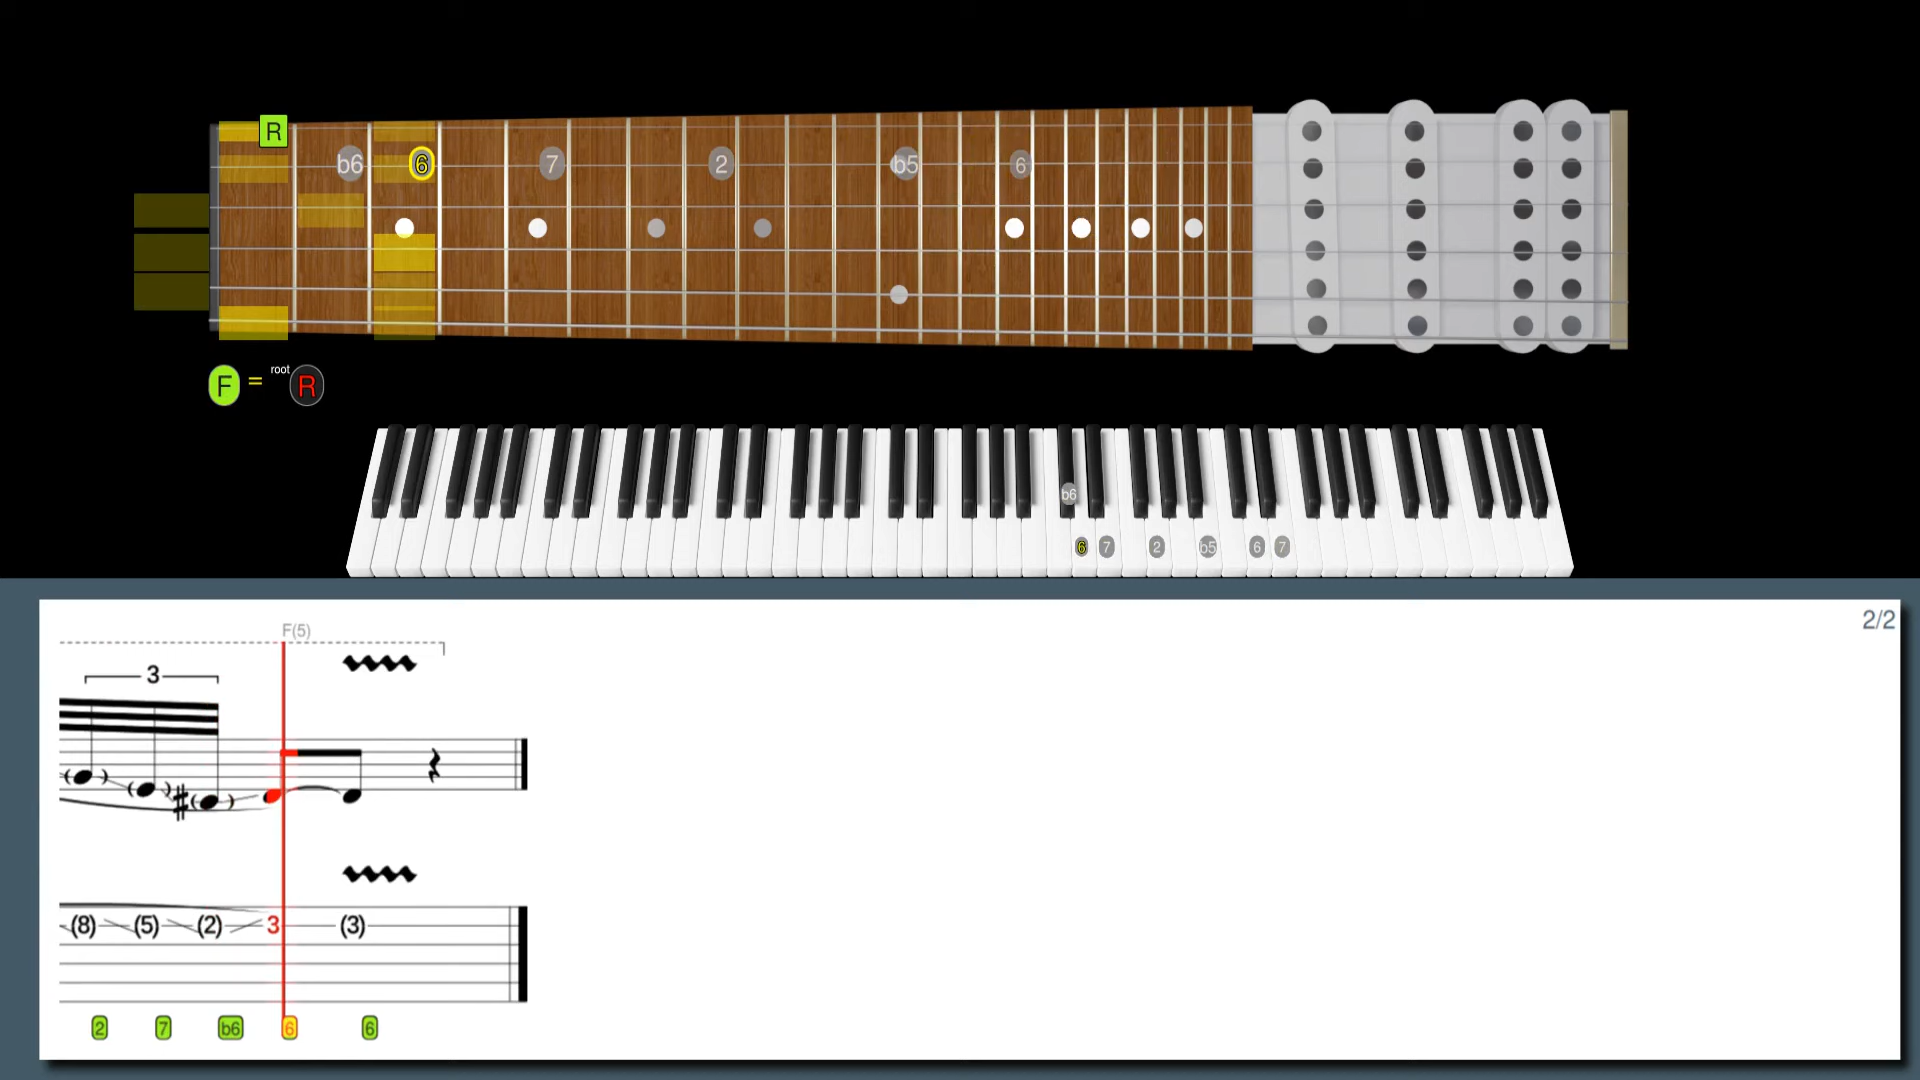 R
b6 6 7 2 b5 6
F = root R
b6
6 7 2 b5 6 7
2/2
F(5)
3
(8) (5) (2) 3 (3)
2 7 b6 6 6